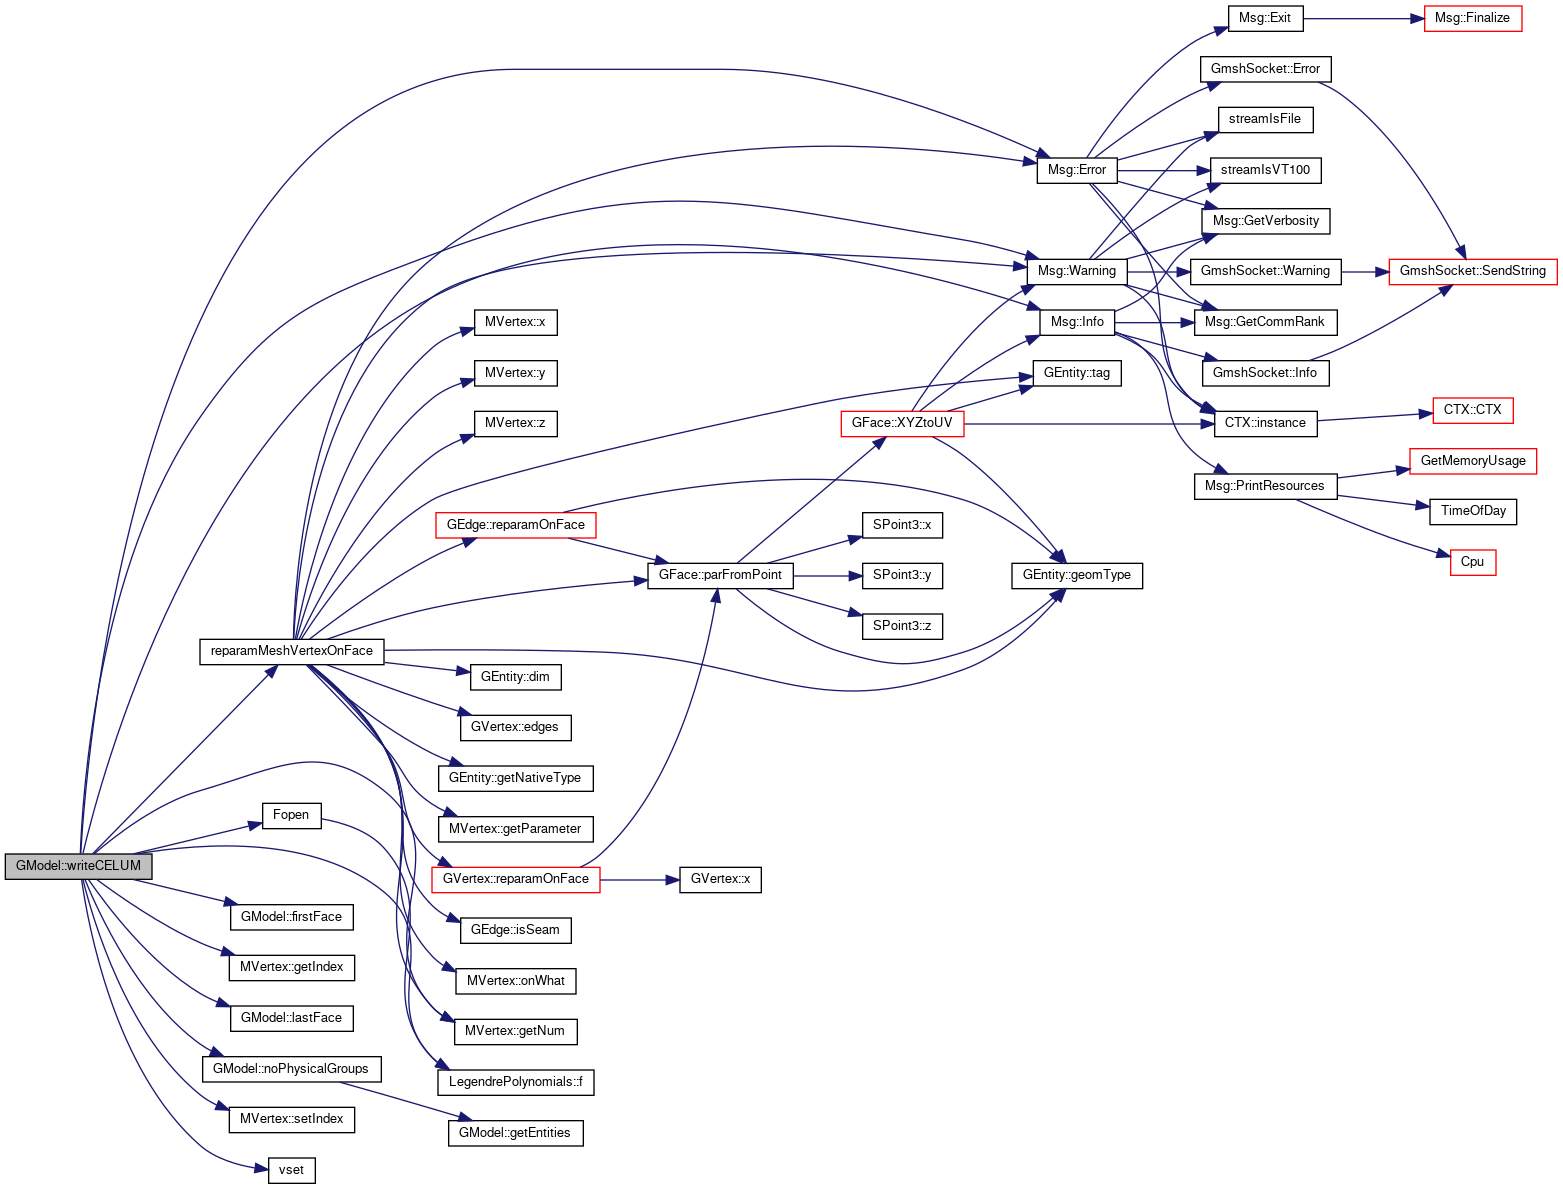 Msg::Exit
Msg::Finalize
GmshSocket::Error
streamIsFile
Msg::Error
streamIsVT100
Msg::GetVerbosity
Msg::Warning
GmshSocket::Warning
GmshSocket::SendString
MVertex::x
Msg::Info
Msg::GetCommRank
MVertex::y
GEntity::tag
GmshSocket::Info
MVertex::z
GFace::XYZtoUV
CTX::instance
CTX::CTX
GetMemoryUsage
Msg::PrintResources
GEdge::reparamOnFace
SPoint3::x
TimeOfDay
GFace::parFromPoint
SPoint3::y
GEntity::geomType
Cpu
SPoint3::z
reparamMeshVertexOnFace
GEntity::dim
GVertex::edges
GEntity::getNativeType
Fopen
MVertex::getParameter
GModel::writeCELUM
GVertex::reparamOnFace
GVertex::x
GModel::firstFace
GEdge::isSeam
MVertex::getIndex
MVertex::onWhat
GModel::lastFace
MVertex::getNum
GModel::noPhysicalGroups
LegendrePolynomials::f
MVertex::setIndex
GModel::getEntities
vset